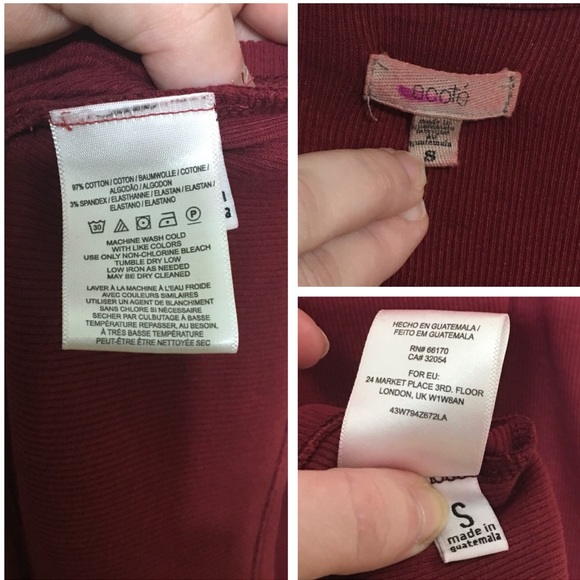 97% COTTON / COTON / BAUMWOLLE / COTONE /
ALGODÃO / ALGODON
3% SPANDEX / ELASTHANNE / ELASTAN / ELASTAN /
ELASTANO / ELASTANO
30
P
MACHINE WASH COLD
WITH LIKE COLORS
USE ONLY NON-CHLORINE BLEACH
TUMBLE DRY LOW
LOW IRON AS NEEDED
MAY BE DRY CLEANED
LAVER À LA MACHINE À L'EAU FROIDE
AVEC COULEURS SIMILAIRES
UTILISER UN AGENT DE BLANCHIMENT
SANS CHLORE SI NÉCESSAIRE
SECHER PAR CULBUTAGE À BASSE
TEMPÉRATURE REPASSER, AU BESOIN,
À TRÈS BASSE TEMPÉRATURE
PEUT-ÊTRE ÊTRE NETTOYÉE SEC
made in
guatemala
S
HECHO EN GUATEMALA /
FEITO EM GUATEMALA
RN# 66170
CA# 32054
FOR EU:
24 MARKET PLACE 3RD. FLOOR
LONDON, UK W1W8AN
43W794Z672LA
S
made in
guatemala